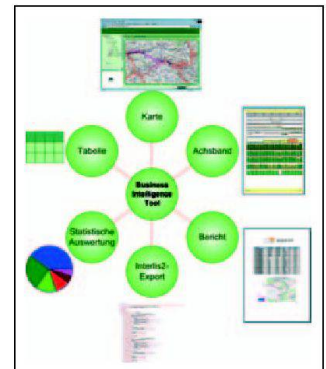 Karte
Tabelle
Achsband
Business
Intelligence
Tool
Statistische
Auswertung
Bericht
Interlis2-
Export